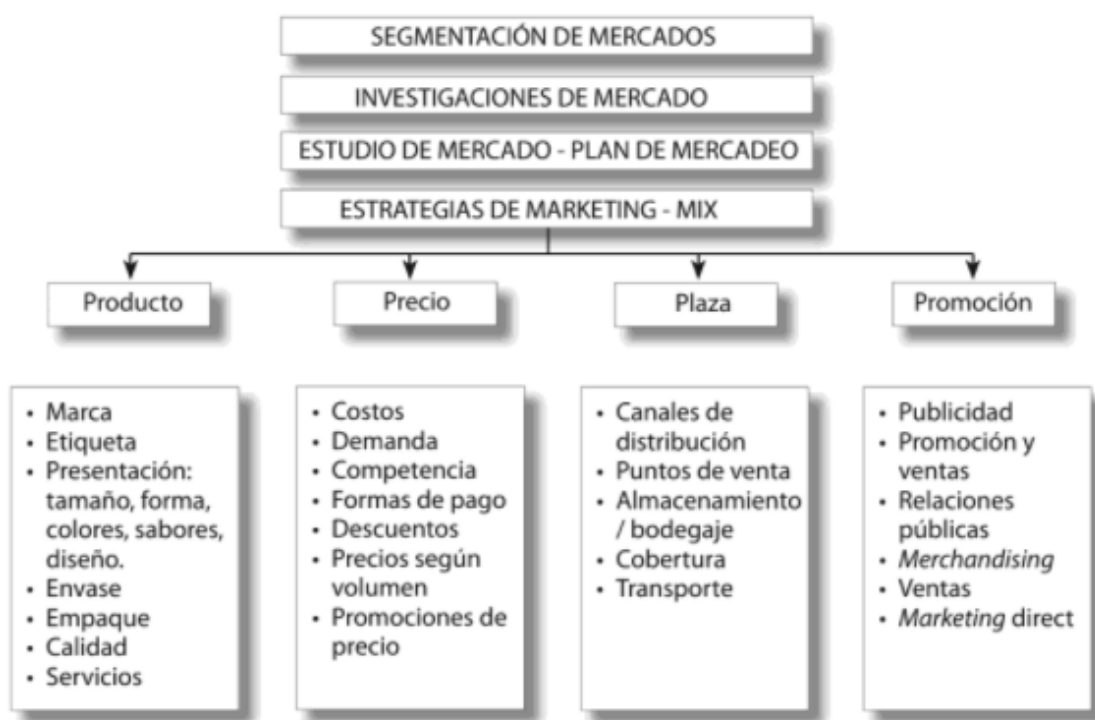 SEGMENTACIÓN DE MERCADOS
INVESTIGACIONES DE MERCADO
ESTUDIO DE MERCADO - PLAN DE MERCADEO
ESTRATEGIAS DE MARKETING - MIX
Producto
Precio
Plaza
Promoción
• Marca
• Etiqueta
• Presentación:
tamaño, forma,
colores, sabores,
diseño.
• Envase
• Empaque
• Calidad
• Servicios
• Costos
• Demanda
• Competencia
• Formas de pago
• Descuentos
• Precios según
volumen
• Promociones de
precio
• Canales de
distribución
• Puntos de venta
• Almacenamiento
/ bodegaje
• Cobertura
• Transporte
• Publicidad
• Promoción y
ventas
• Relaciones
públicas
• Merchandising
• Ventas
• Marketing direct